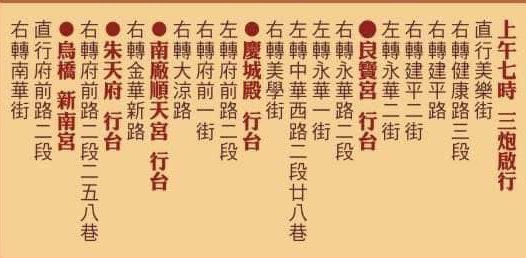 上午七時 三炮啟行
直行美樂街
右轉健康路三段
右轉建平路
右轉建平二街
左轉永華二街
●良寶宮 行台
右轉永華路二段
左轉永華一街
左轉中華西路二段廿八巷
右轉美學街
●慶城殿 行台
左轉府前路二段
右轉府前一街
右轉大涼路
●南廠順天宮 行台
右轉金華新路
●朱天府 行台
右轉府前路二段二五八巷
●烏橋 新南宮
直行府前路二段
右轉南華街